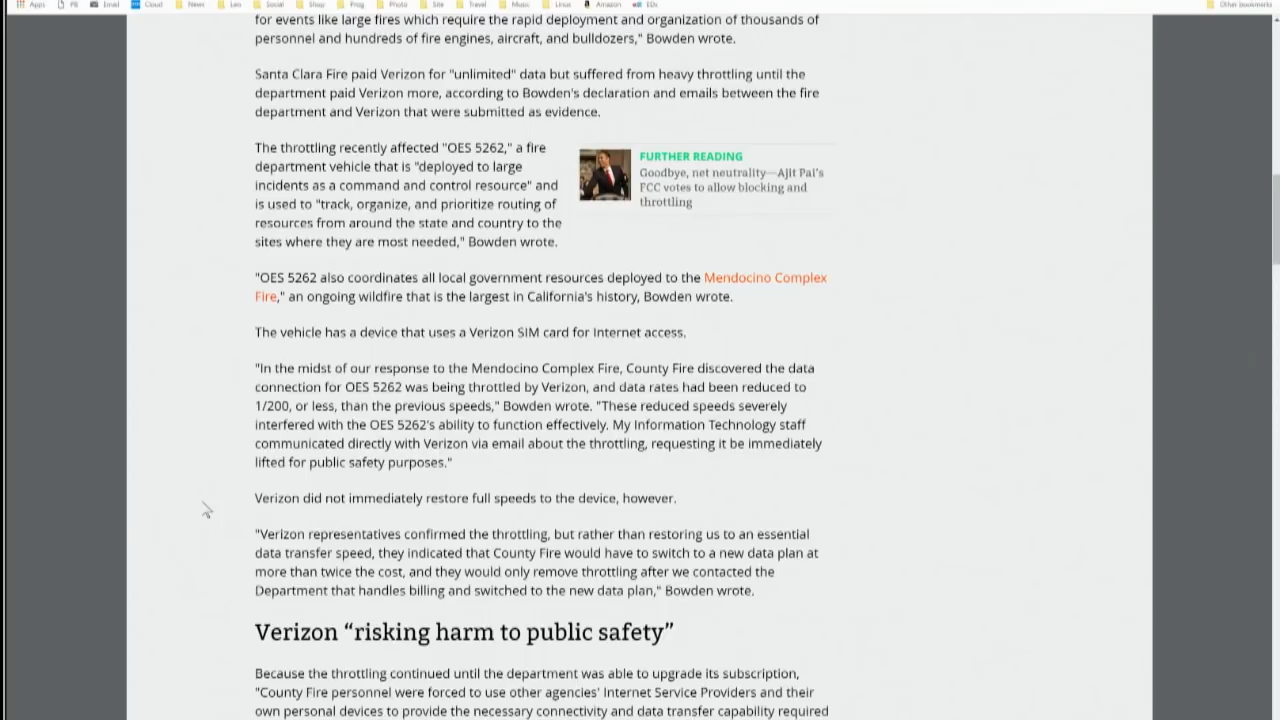 Apps PB Email Cloud News Leo Social Shop Prog Photo Site Travel Music Linux Amazon EDs Other bookmarks
for events like large fires which require the rapid deployment and organization of thousands of
personnel and hundreds of fire engines, aircraft, and bulldozers," Bowden wrote.
Santa Clara Fire paid Verizon for "unlimited" data but suffered from heavy throttling until the
department paid Verizon more, according to Bowden's declaration and emails between the fire
department and Verizon that were submitted as evidence.
The throttling recently affected "OES 5262," a fire
department vehicle that is "deployed to large
incidents as a command and control resource" and
is used to "track, organize, and prioritize routing of
resources from around the state and country to the
sites where they are most needed," Bowden wrote.
FURTHER READING
Goodbye, net neutrality—Ajit Pai's
FCC votes to allow blocking and
throttling
"OES 5262 also coordinates all local government resources deployed to the Mendocino Complex
Fire," an ongoing wildfire that is the largest in California's history, Bowden wrote.
The vehicle has a device that uses a Verizon SIM card for Internet access.
"In the midst of our response to the Mendocino Complex Fire, County Fire discovered the data
connection for OES 5262 was being throttled by Verizon, and data rates had been reduced to
1/200, or less, than the previous speeds," Bowden wrote. "These reduced speeds severely
interfered with the OES 5262's ability to function effectively. My Information Technology staff
communicated directly with Verizon via email about the throttling, requesting it be immediately
lifted for public safety purposes."
Verizon did not immediately restore full speeds to the device, however.
"Verizon representatives confirmed the throttling, but rather than restoring us to an essential
data transfer speed, they indicated that County Fire would have to switch to a new data plan at
more than twice the cost, and they would only remove throttling after we contacted the
Department that handles billing and switched to the new data plan," Bowden wrote.
Verizon “risking harm to public safety”
Because the throttling continued until the department was able to upgrade its subscription,
"County Fire personnel were forced to use other agencies' Internet Service Providers and their
own personal devices to provide the necessary connectivity and data transfer capability required